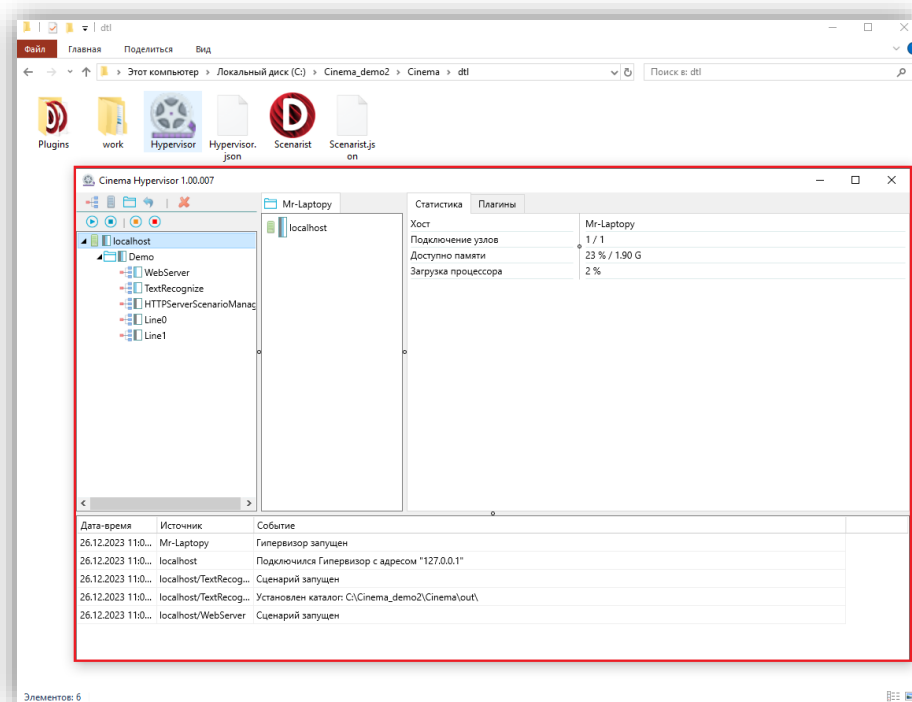 dtl
Файл Главная Поделиться Вид
Этот компьютер > Локальный диск (C:) > Cinema_demo2 > Cinema > dtl
Поиск в: dtl
Plugins work Hypervisor Hypervisor.json Scenarist Scenarist.json
Cinema Hypervisor 1.00.007
Mr-Laptopy
Статистика Плагины
localhost
Demo
WebServer
TextRecognize
HTTPServerScenarioManag
Line0
Line1
localhost
Хост Mr-Laptopy
Подключение узлов 1 / 1
Доступно памяти 23 % / 1.90 G
Загрузка процессора 2 %
Дата-время Источник Событие
26.12.2023 11:0... Mr-Laptopy Гипервизор запущен
26.12.2023 11:0... localhost Подключился Гипервизор с адресом "127.0.0.1"
26.12.2023 11:0... localhost/TextRecog... Сценарий запущен
26.12.2023 11:0... localhost/TextRecog... Установлен каталог: C:\Cinema_demo2\Cinema\out\
26.12.2023 11:0... localhost/WebServer Сценарий запущен
Элементов: 6